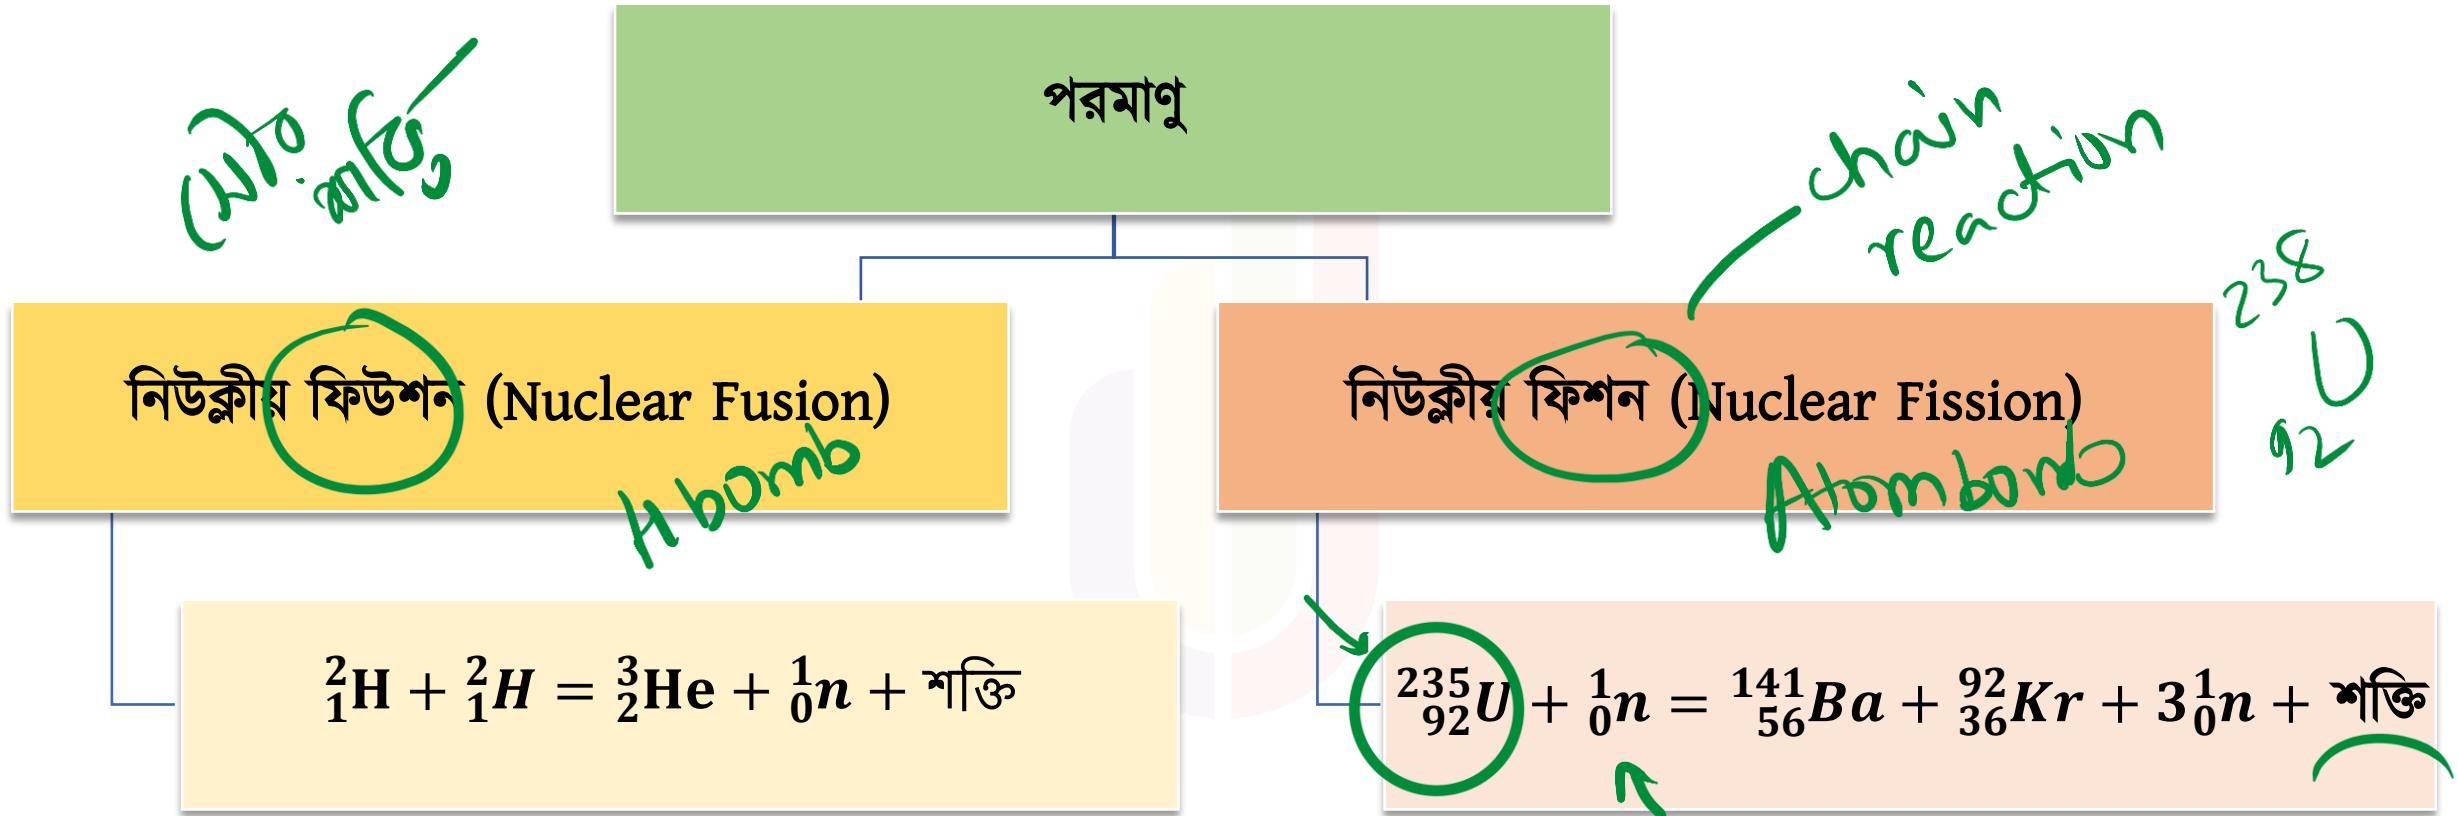 পরমাণু
সৌর
শক্তি
chain
reaction
নিউক্লীয় ফিউশন (Nuclear Fusion)
H bomb
নিউক্লীয় ফিশন (Nuclear Fission)
Atom bomb
238
U
92
²₁H + ²₁H = ³₂He + ¹₀n + শক্তি
²³⁵₉₂U + ¹₀n = ¹⁴¹₅₆Ba + ⁹²₃₆Kr + 3¹₀n + শক্তি